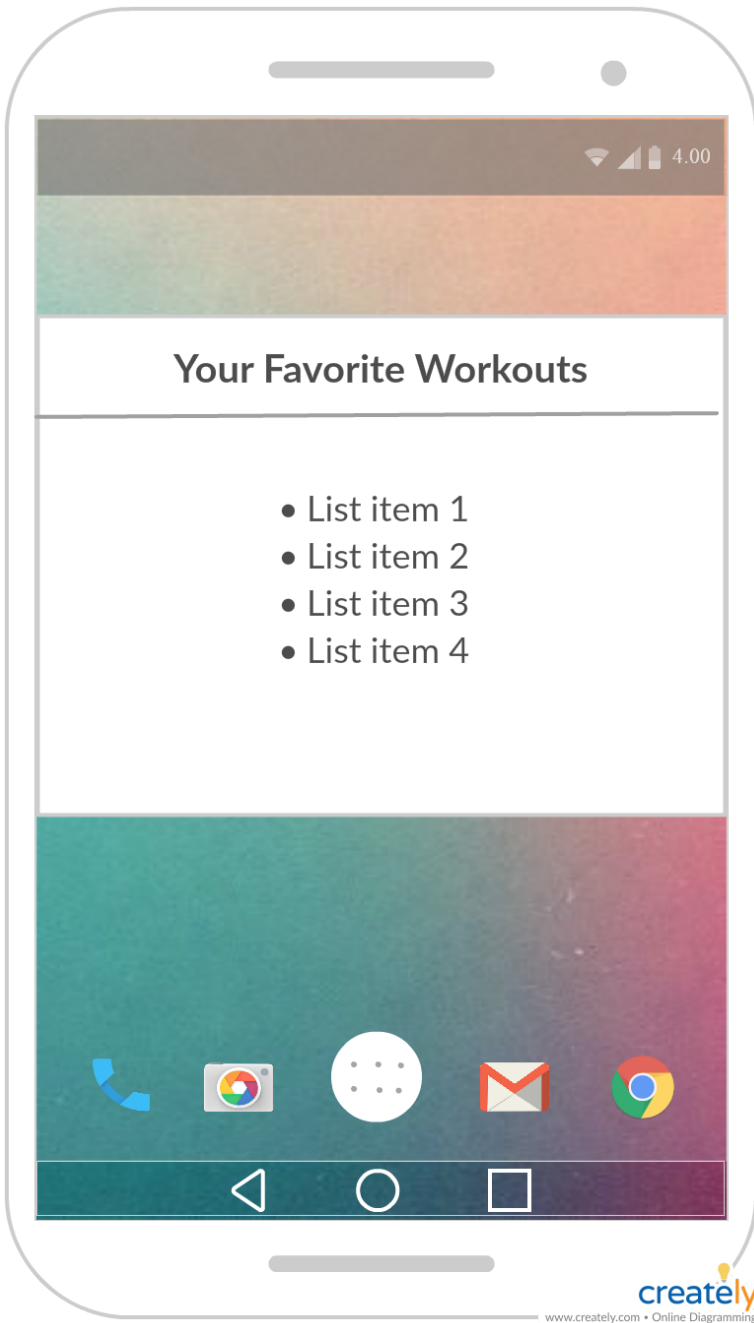 4.00
Your Favorite Workouts
• List item 1
• List item 2
• List item 3
• List item 4
creately
www.creately.com • Online Diagramming